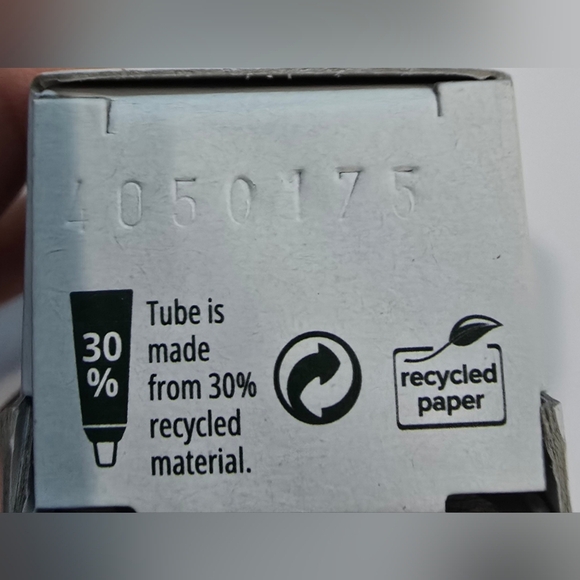 4050175
30
%
Tube is
made
from 30%
recycled
material.
recycled
paper